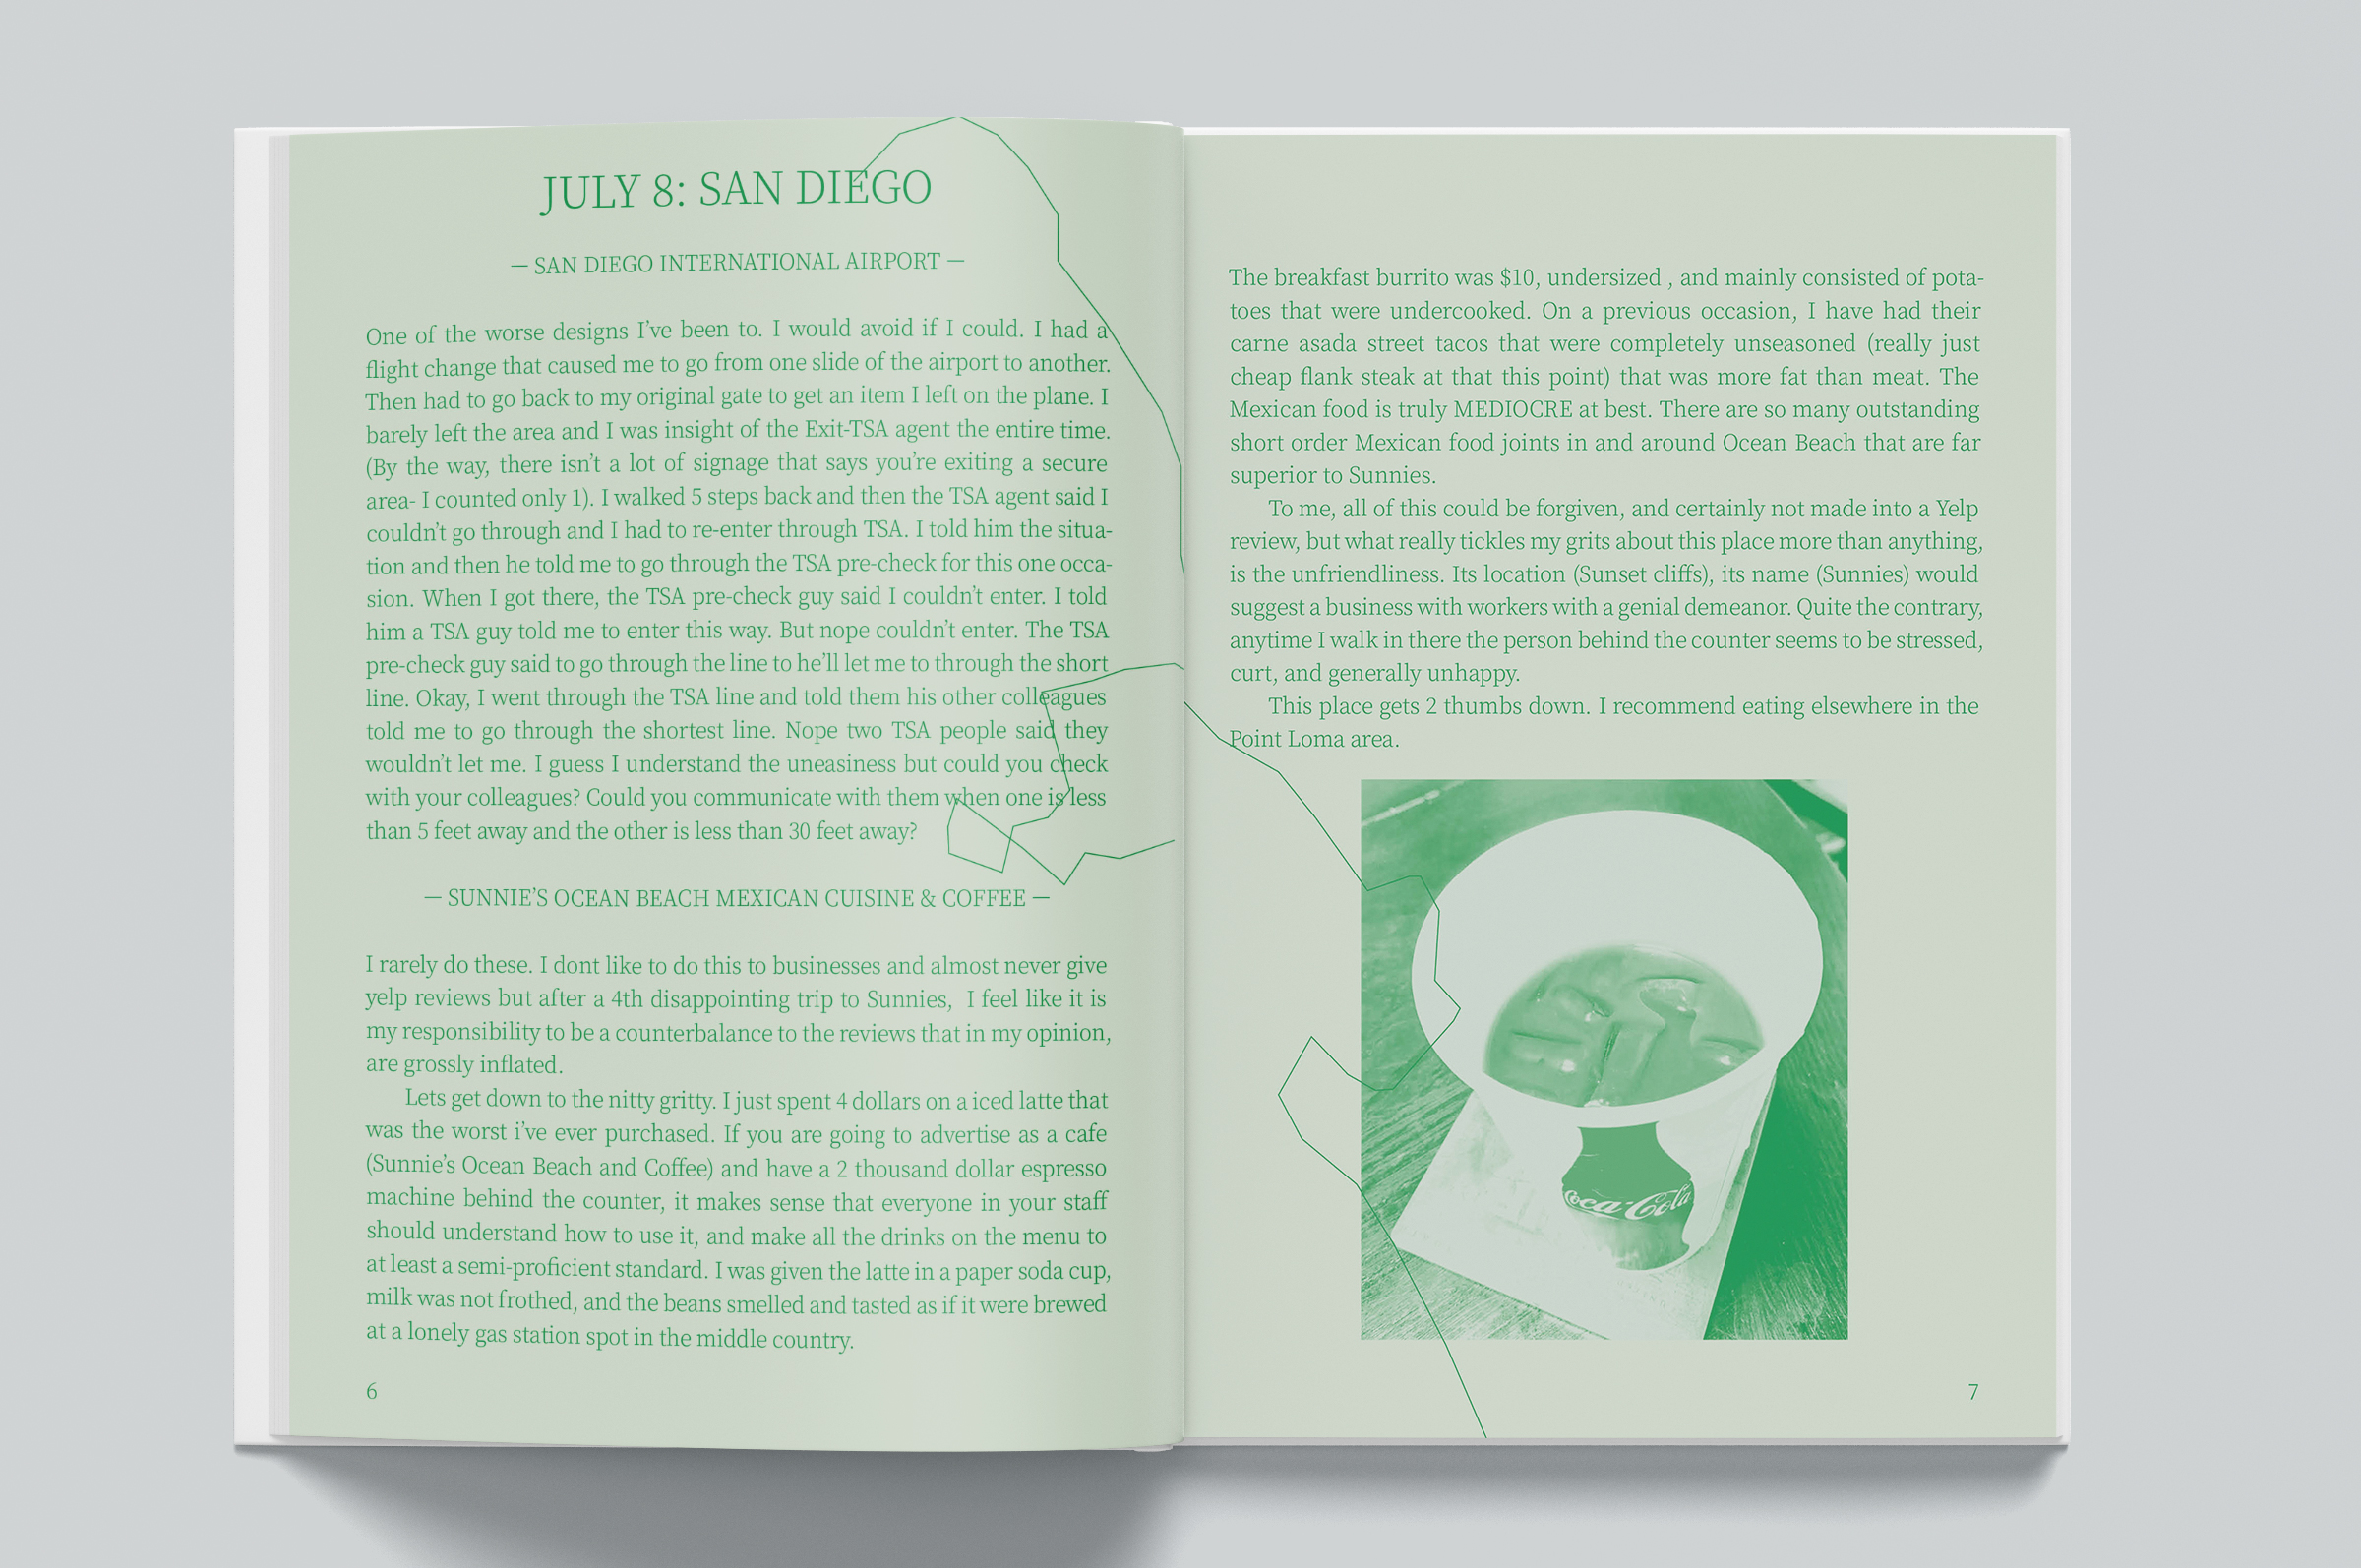 JULY 8: SAN DIEGO
— SAN DIEGO INTERNATIONAL AIRPORT —
One of the worse designs I’ve been to. I would avoid if I could. I had a
flight change that caused me to go from one slide of the airport to another.
Then had to go back to my original gate to get an item I left on the plane. I
barely left the area and I was insight of the Exit-TSA agent the entire time.
(By the way, there isn’t a lot of signage that says you’re exiting a secure
area- I counted only 1). I walked 5 steps back and then the TSA agent said I
couldn’t go through and I had to re-enter through TSA. I told him the situa-
tion and then he told me to go through the TSA pre-check for this one occa-
sion. When I got there, the TSA pre-check guy said I couldn’t enter. I told
him a TSA guy told me to enter this way. But nope couldn’t enter. The TSA
pre-check guy said to go through the line to he’ll let me to through the short
line. Okay, I went through the TSA line and told them his other colleagues
told me to go through the shortest line. Nope two TSA people said they
wouldn’t let me. I guess I understand the uneasiness but could you check
with your colleagues? Could you communicate with them when one is less
than 5 feet away and the other is less than 30 feet away?
— SUNNIE’S OCEAN BEACH MEXICAN CUISINE & COFFEE —
I rarely do these. I dont like to do this to businesses and almost never give
yelp reviews but after a 4th disappointing trip to Sunnies,  I feel like it is
my responsibility to be a counterbalance to the reviews that in my opinion,
are grossly inflated.
Lets get down to the nitty gritty. I just spent 4 dollars on a iced latte that
was the worst i’ve ever purchased. If you are going to advertise as a cafe
(Sunnie’s Ocean Beach and Coffee) and have a 2 thousand dollar espresso
machine behind the counter, it makes sense that everyone in your staff
should understand how to use it, and make all the drinks on the menu to
at least a semi-proficient standard. I was given the latte in a paper soda cup,
milk was not frothed, and the beans smelled and tasted as if it were brewed
at a lonely gas station spot in the middle country.
6
The breakfast burrito was $10, undersized , and mainly consisted of pota-
toes that were undercooked. On a previous occasion, I have had their
carne asada street tacos that were completely unseasoned (really just
cheap flank steak at that this point) that was more fat than meat. The
Mexican food is truly MEDIOCRE at best. There are so many outstanding
short order Mexican food joints in and around Ocean Beach that are far
superior to Sunnies.
To me, all of this could be forgiven, and certainly not made into a Yelp
review, but what really tickles my grits about this place more than anything,
is the unfriendliness. Its location (Sunset cliffs), its name (Sunnies) would
suggest a business with workers with a genial demeanor. Quite the contrary,
anytime I walk in there the person behind the counter seems to be stressed,
curt, and generally unhappy.
This place gets 2 thumbs down. I recommend eating elsewhere in the
Point Loma area.
Coca-Cola
7